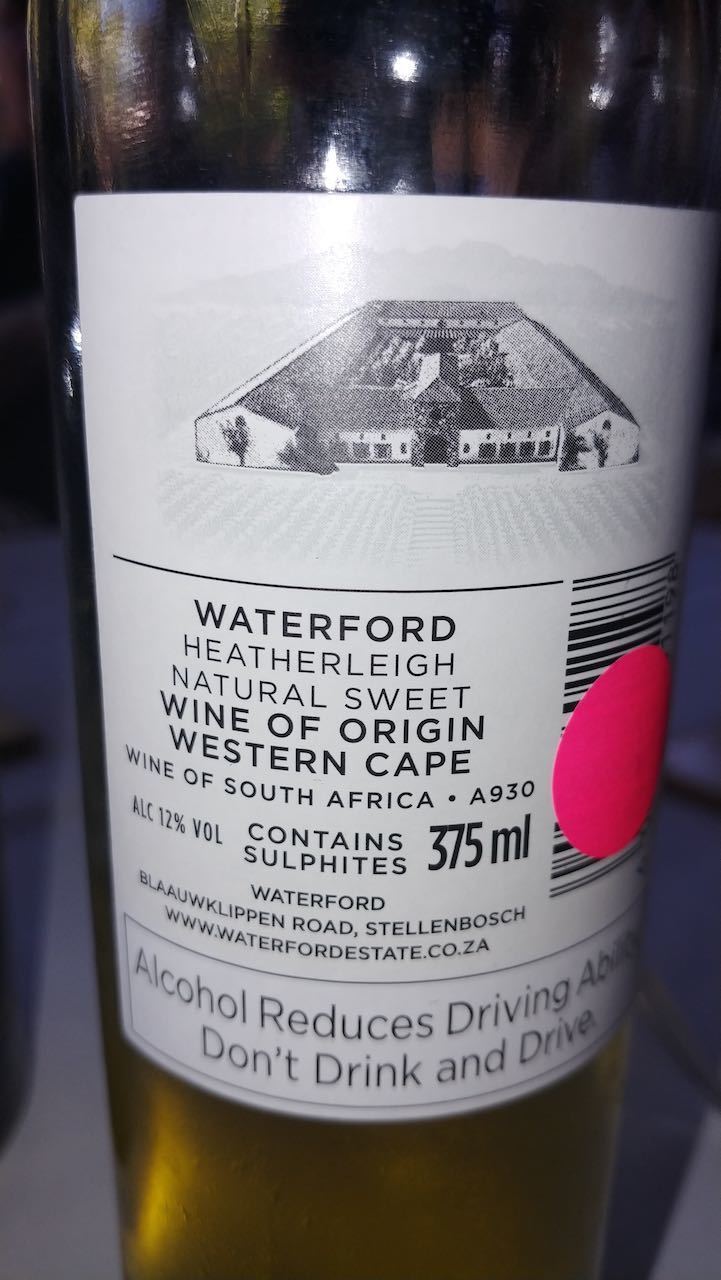 WATERFORD
HEATHERLEIGH
NATURAL SWEET
WINE OF ORIGIN
WESTERN CAPE
WINE OF SOUTH AFRICA • A930
ALC 12% VOL CONTAINS SULPHITES 375 ml
WATERFORD
BLAAUWKLIPPEN ROAD, STELLENBOSCH
WWW.WATERFORDESTATE.CO.ZA
Alcohol Reduces Driving
Don't Drink and Drive.